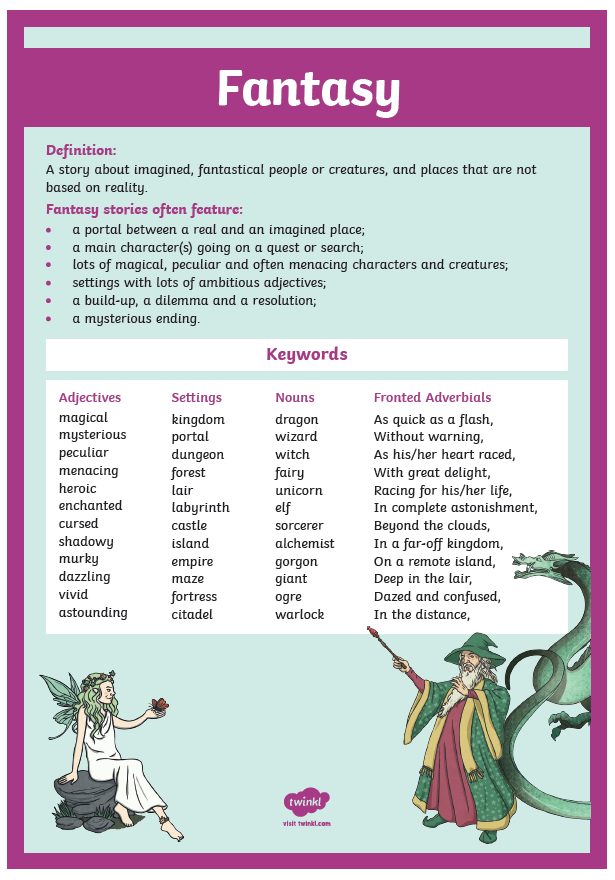 Fantasy
Definition:
A story about imagined, fantastical people or creatures, and places that are not
based on reality.
Fantasy stories often feature:
• a portal between a real and an imagined place;
• a main character(s) going on a quest or search;
• lots of magical, peculiar and often menacing characters and creatures;
• settings with lots of ambitious adjectives;
• a build-up, a dilemma and a resolution;
• a mysterious ending.
Keywords
Adjectives
magical
mysterious
peculiar
menacing
heroic
enchanted
cursed
shadowy
murky
dazzling
vivid
astounding
Settings
kingdom
portal
dungeon
forest
lair
labyrinth
castle
island
empire
maze
fortress
citadel
Nouns
dragon
wizard
witch
fairy
unicorn
elf
sorcerer
alchemist
gorgon
giant
ogre
warlock
Fronted Adverbials
As quick as a flash,
Without warning,
As his/her heart raced,
With great delight,
Racing for his/her life,
In complete astonishment,
Beyond the clouds,
In a far-off kingdom,
On a remote island,
Deep in the lair,
Dazed and confused,
In the distance,
twinkl
visit twinkl.com